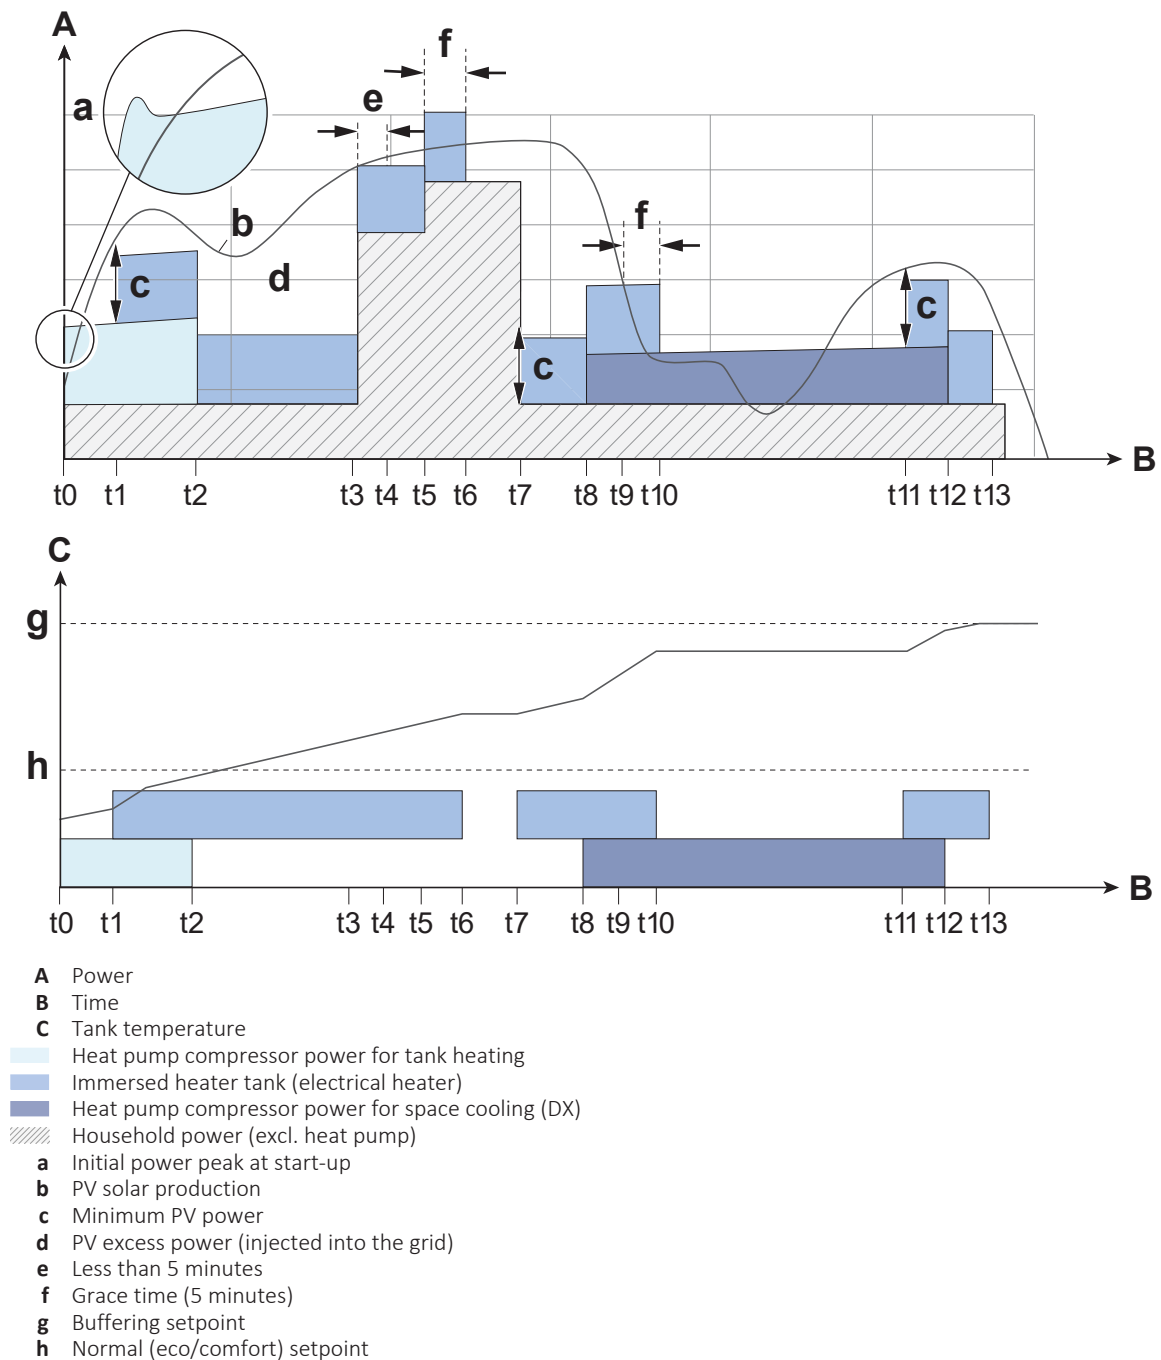 A
f
a
e
b
f
c
d
c
c
B
t0 t1 t2 t3 t4 t5 t6 t7 t8 t9 t10 t11 t12 t13
C
g
h
B
t0 t1 t2 t3 t4 t5 t6 t7 t8 t9 t10 t11 t12 t13
A Power
B Time
C Tank temperature
Heat pump compressor power for tank heating
Immersed heater tank (electrical heater)
Heat pump compressor power for space cooling (DX)
Household power (excl. heat pump)
a Initial power peak at start-up
b PV solar production
c Minimum PV power
d PV excess power (injected into the grid)
e Less than 5 minutes
f Grace time (5 minutes)
g Buffering setpoint
h Normal (eco/comfort) setpoint